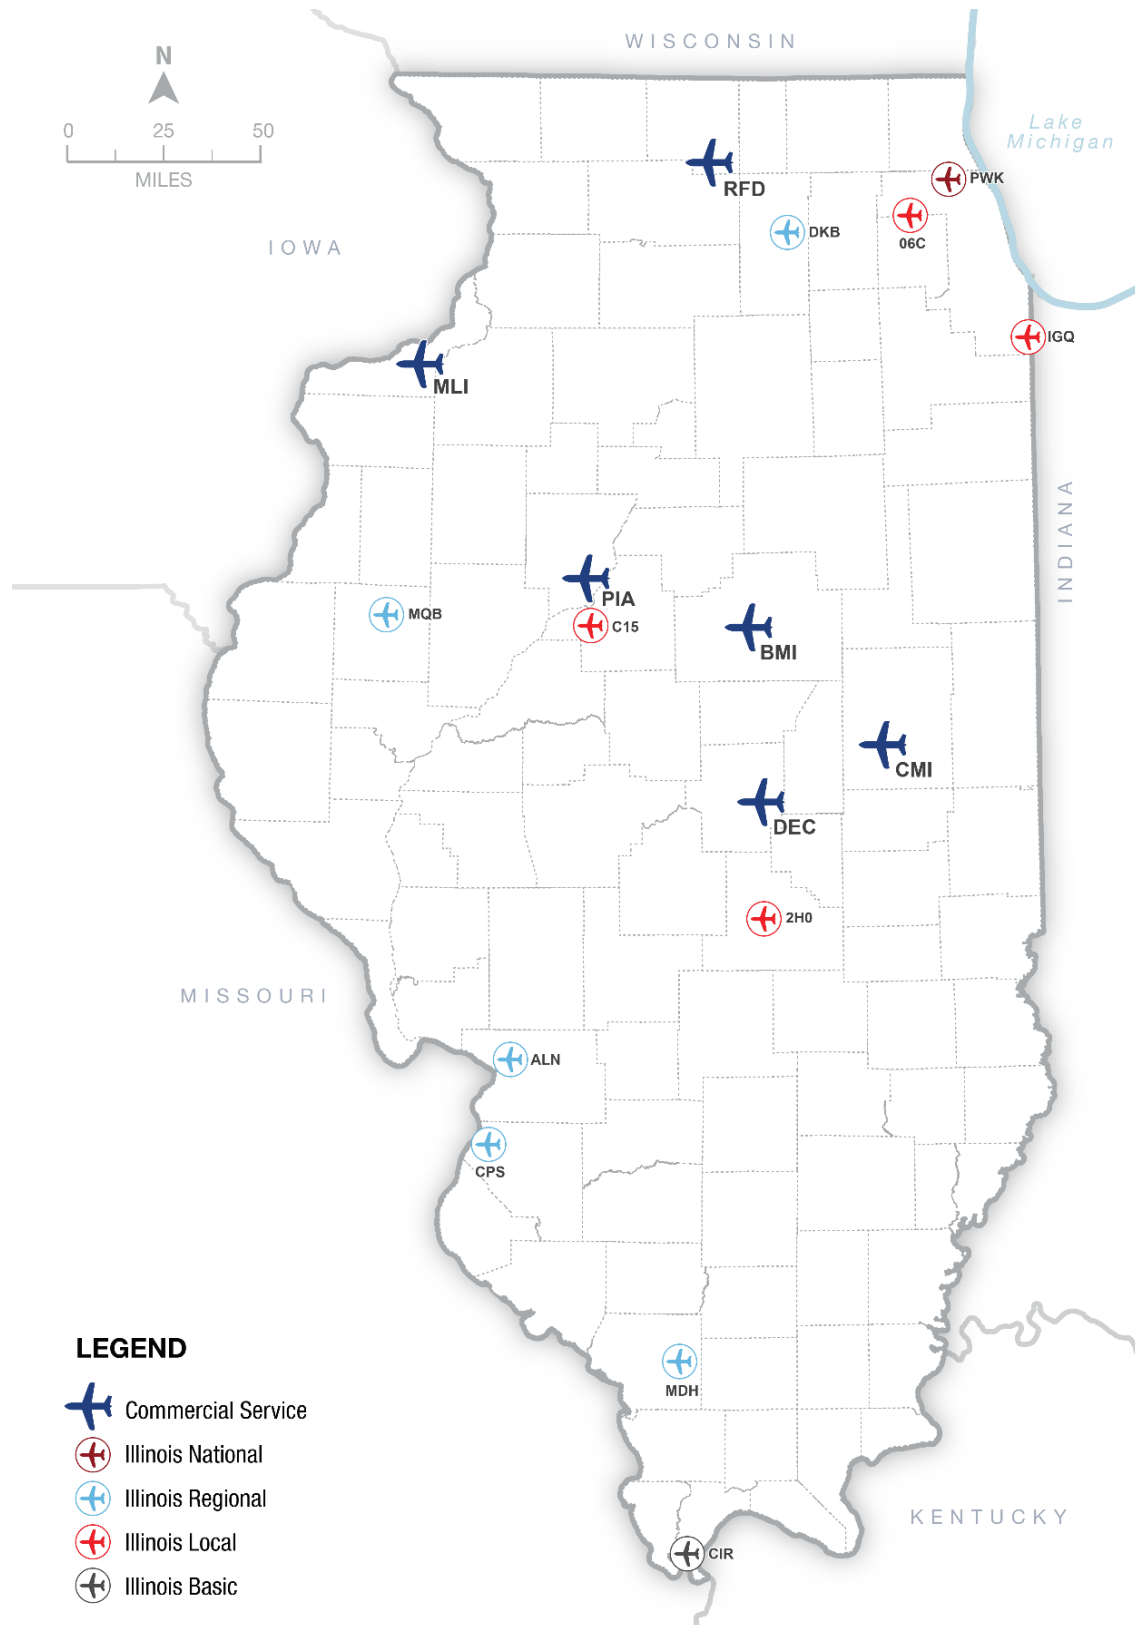 WISCONSIN
N
0 25 50
MILES
Lake
Michigan
RFD
PWK
DKB
06C
IOWA
IGQ
MLI
INDIANA
PIA
MQB
C15
BMI
CMI
DEC
2H0
MISSOURI
ALN
CPS
LEGEND
MDH
Commercial Service
Illinois National
Illinois Regional
KENTUCKY
Illinois Local
CIR
Illinois Basic